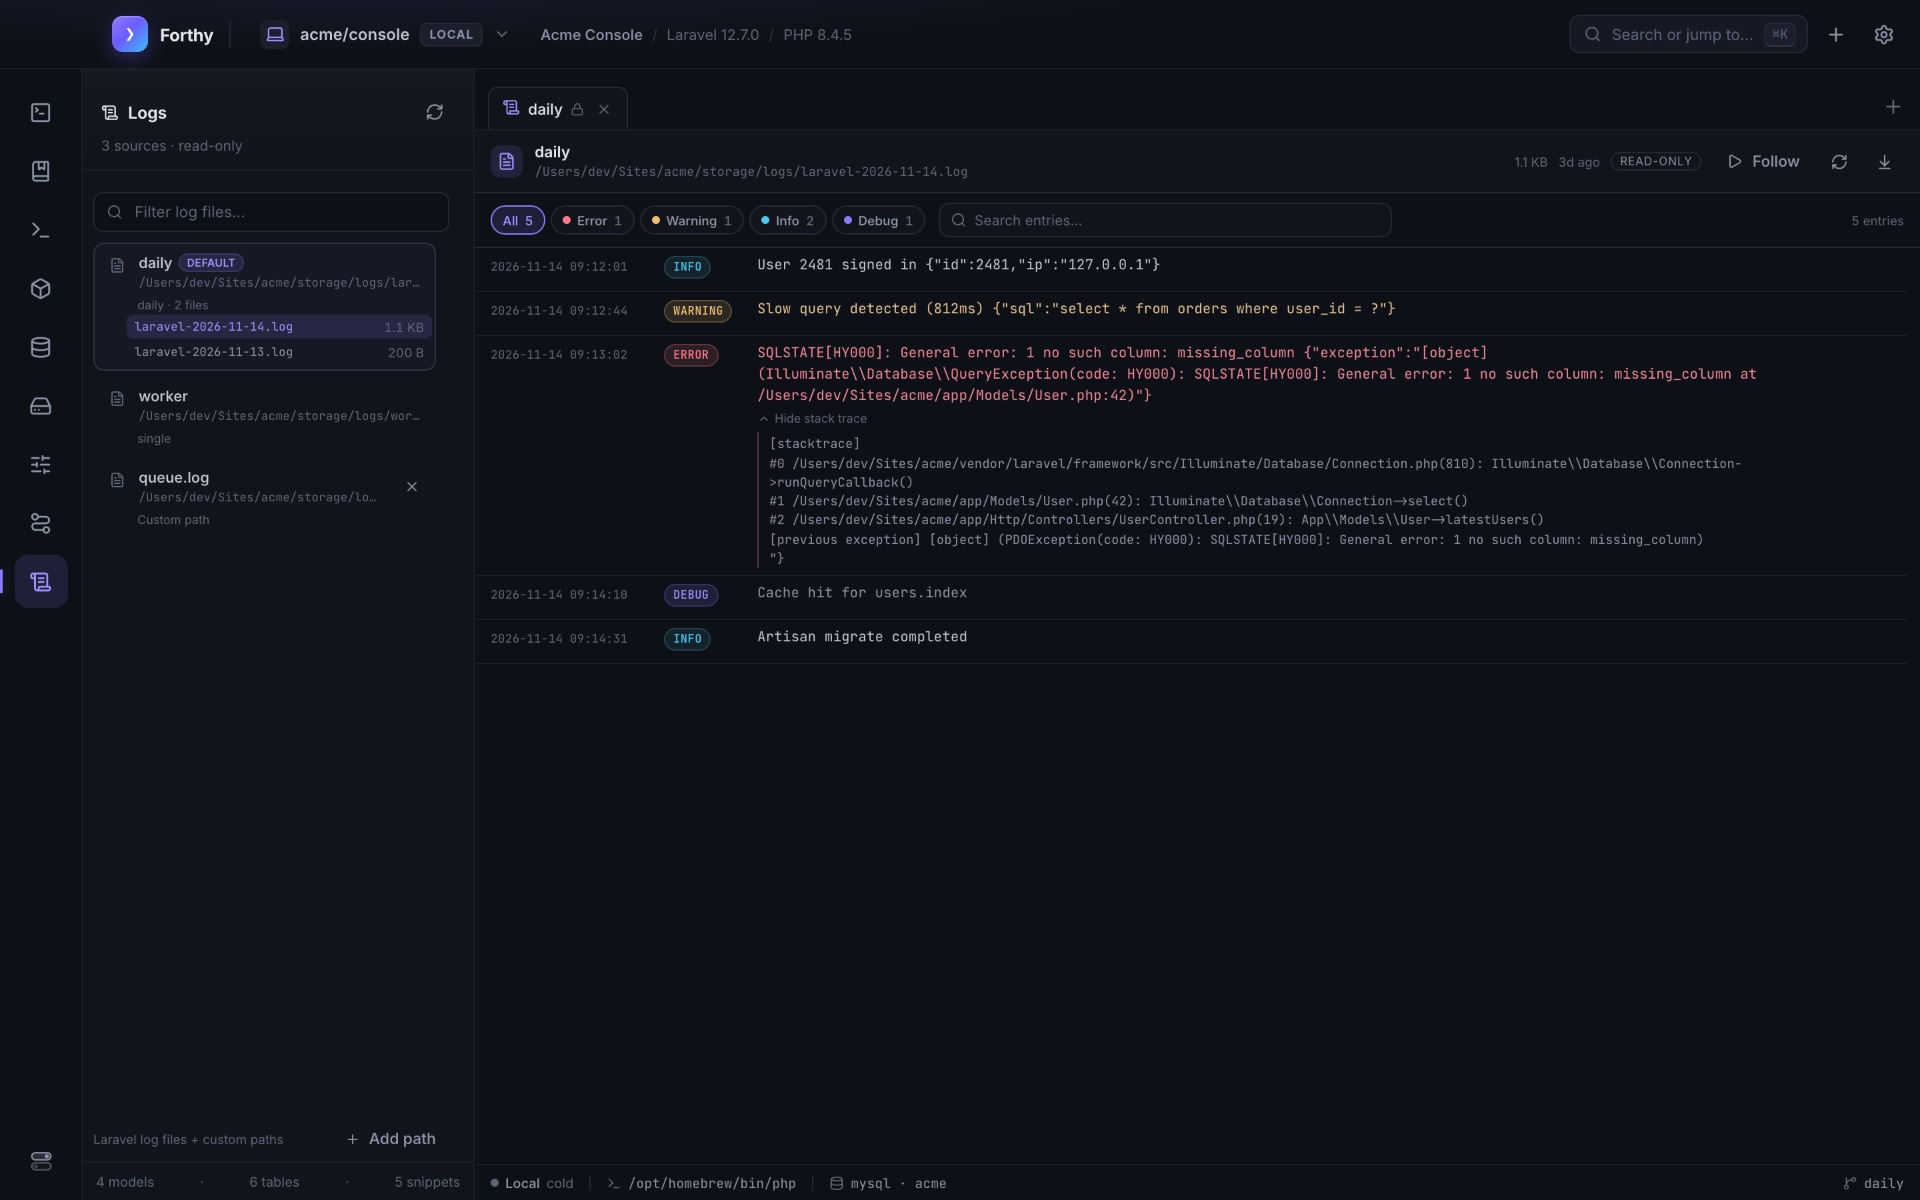 Forthy
acme/console LOCAL
Acme Console / Laravel 12.7.0 / PHP 8.4.5
Search or jump to... ⌘K
Logs
3 sources · read-only
Filter log files...
daily DEFAULT
/Users/dev/Sites/acme/storage/logs/lar…
daily · 2 files
laravel-2026-11-14.log 1.1 KB
laravel-2026-11-13.log 200 B
worker
/Users/dev/Sites/acme/storage/logs/wor…
single
queue.log
/Users/dev/Sites/acme/storage/lo…
Custom path
Laravel log files + custom paths
Add path
4 models · 6 tables · 5 snippets
daily
daily
/Users/dev/Sites/acme/storage/logs/laravel-2026-11-14.log
1.1 KB 3d ago READ-ONLY Follow
All 5 Error 1 Warning 1 Info 2 Debug 1
Search entries...
5 entries
2026-11-14 09:12:01 INFO User 2481 signed in {"id":2481,"ip":"127.0.0.1"}
2026-11-14 09:12:44 WARNING Slow query detected (812ms) {"sql":"select * from orders where user_id = ?"}
2026-11-14 09:13:02 ERROR SQLSTATE[HY000]: General error: 1 no such column: missing_column {"exception":"[object]
(Illuminate\\Database\\QueryException(code: HY000): SQLSTATE[HY000]: General error: 1 no such column: missing_column at
/Users/dev/Sites/acme/app/Models/User.php:42)"}
Hide stack trace
[stacktrace]
#0 /Users/dev/Sites/acme/vendor/laravel/framework/src/Illuminate/Database/Connection.php(810): Illuminate\\Database\\Connection-
>runQueryCallback()
#1 /Users/dev/Sites/acme/app/Models/User.php(42): Illuminate\\Database\\Connection->select()
#2 /Users/dev/Sites/acme/app/Http/Controllers/UserController.php(19): App\\Models\\User->latestUsers()
[previous exception] [object] (PDOException(code: HY000): SQLSTATE[HY000]: General error: 1 no such column: missing_column)
"}
2026-11-14 09:14:10 DEBUG Cache hit for users.index
2026-11-14 09:14:31 INFO Artisan migrate completed
Local cold
/opt/homebrew/bin/php
mysql · acme
daily